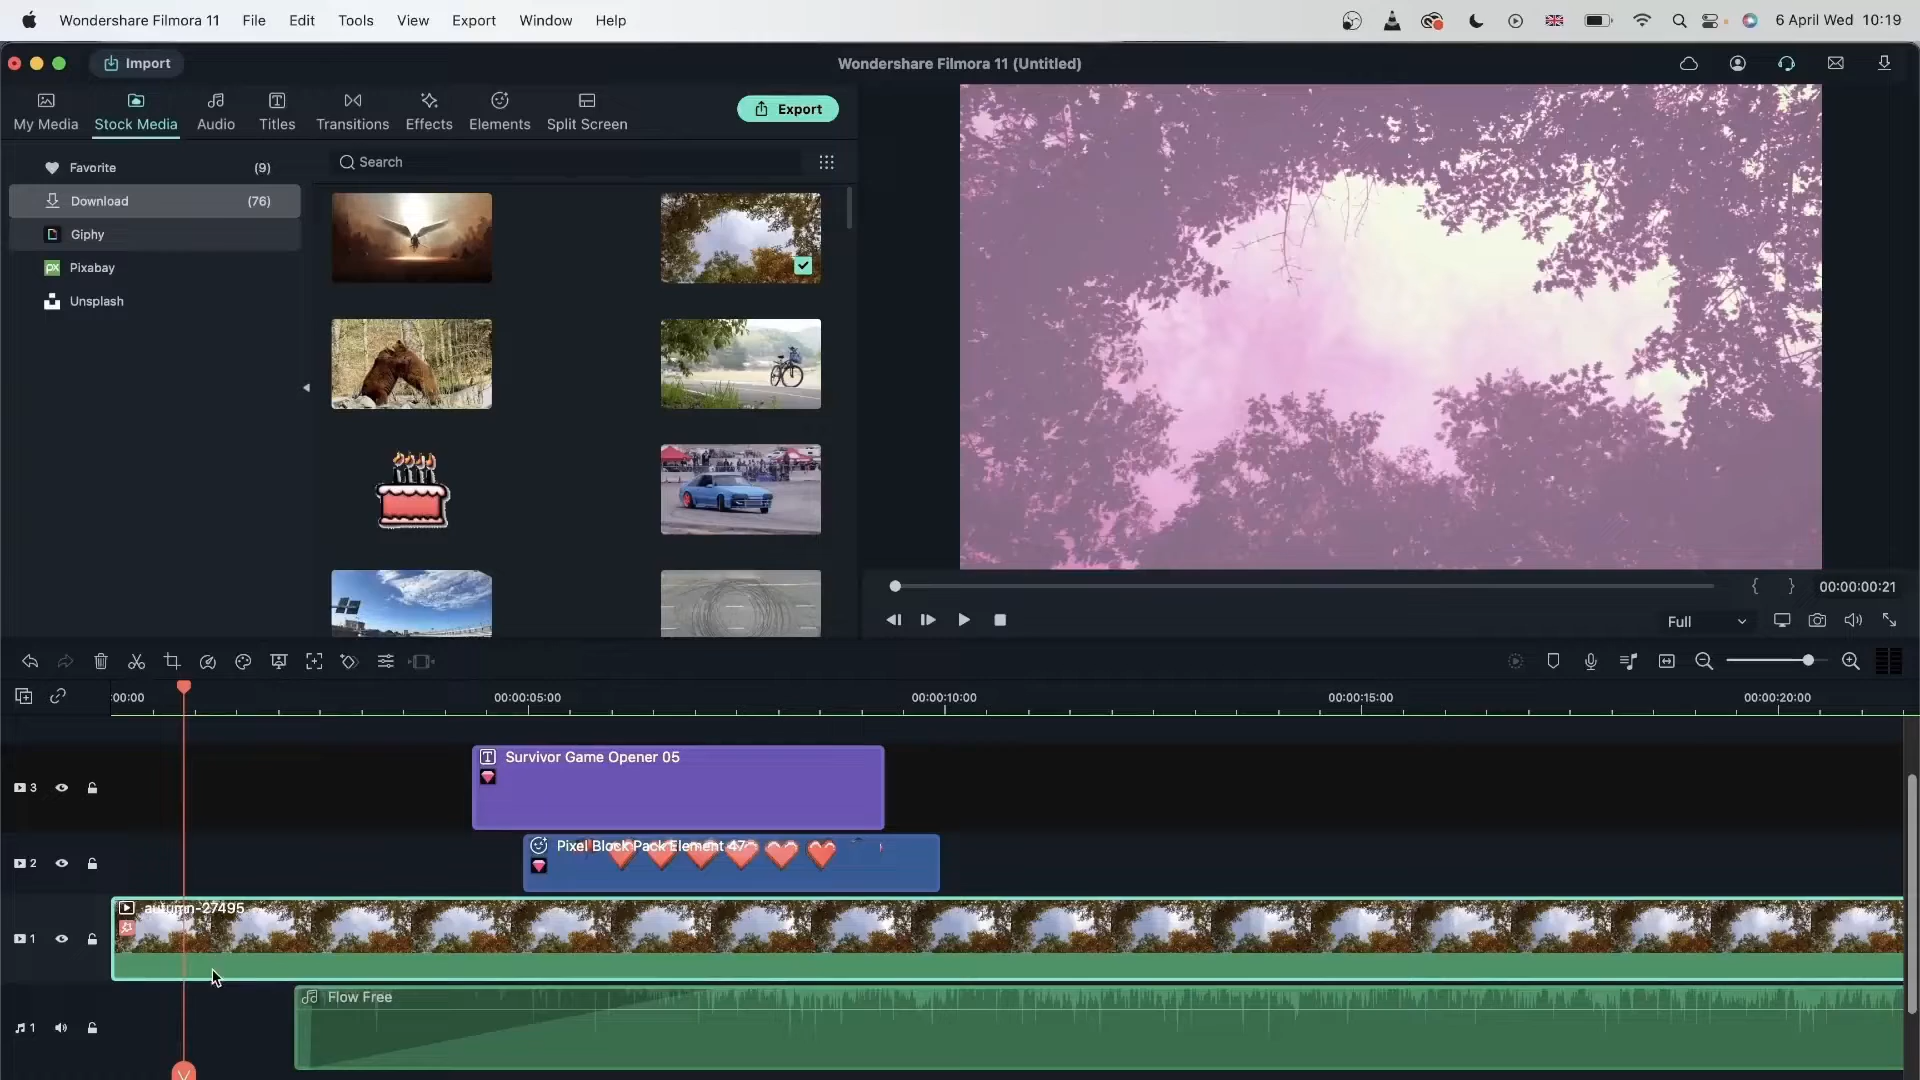 Wondershare Filmora 11 File Edit Tools View Export Window Help 6 April Wed 10:19
Import Wondershare Filmora 11 (Untitled)
My Media Stock Media Audio Titles Transitions Effects Elements Split Screen Export
Favorite (9)
Search
Download (76)
Giphy
Pixabay
Unsplash
{ } 00:00:00:21
Full
:00:00 00:00:05:00 00:00:10:00 00:00:15:00 00:00:20:00
Survivor Game Opener 05
3
Pixel Block Pack Element 47
2
autumn-27495
1
Flow Free
1